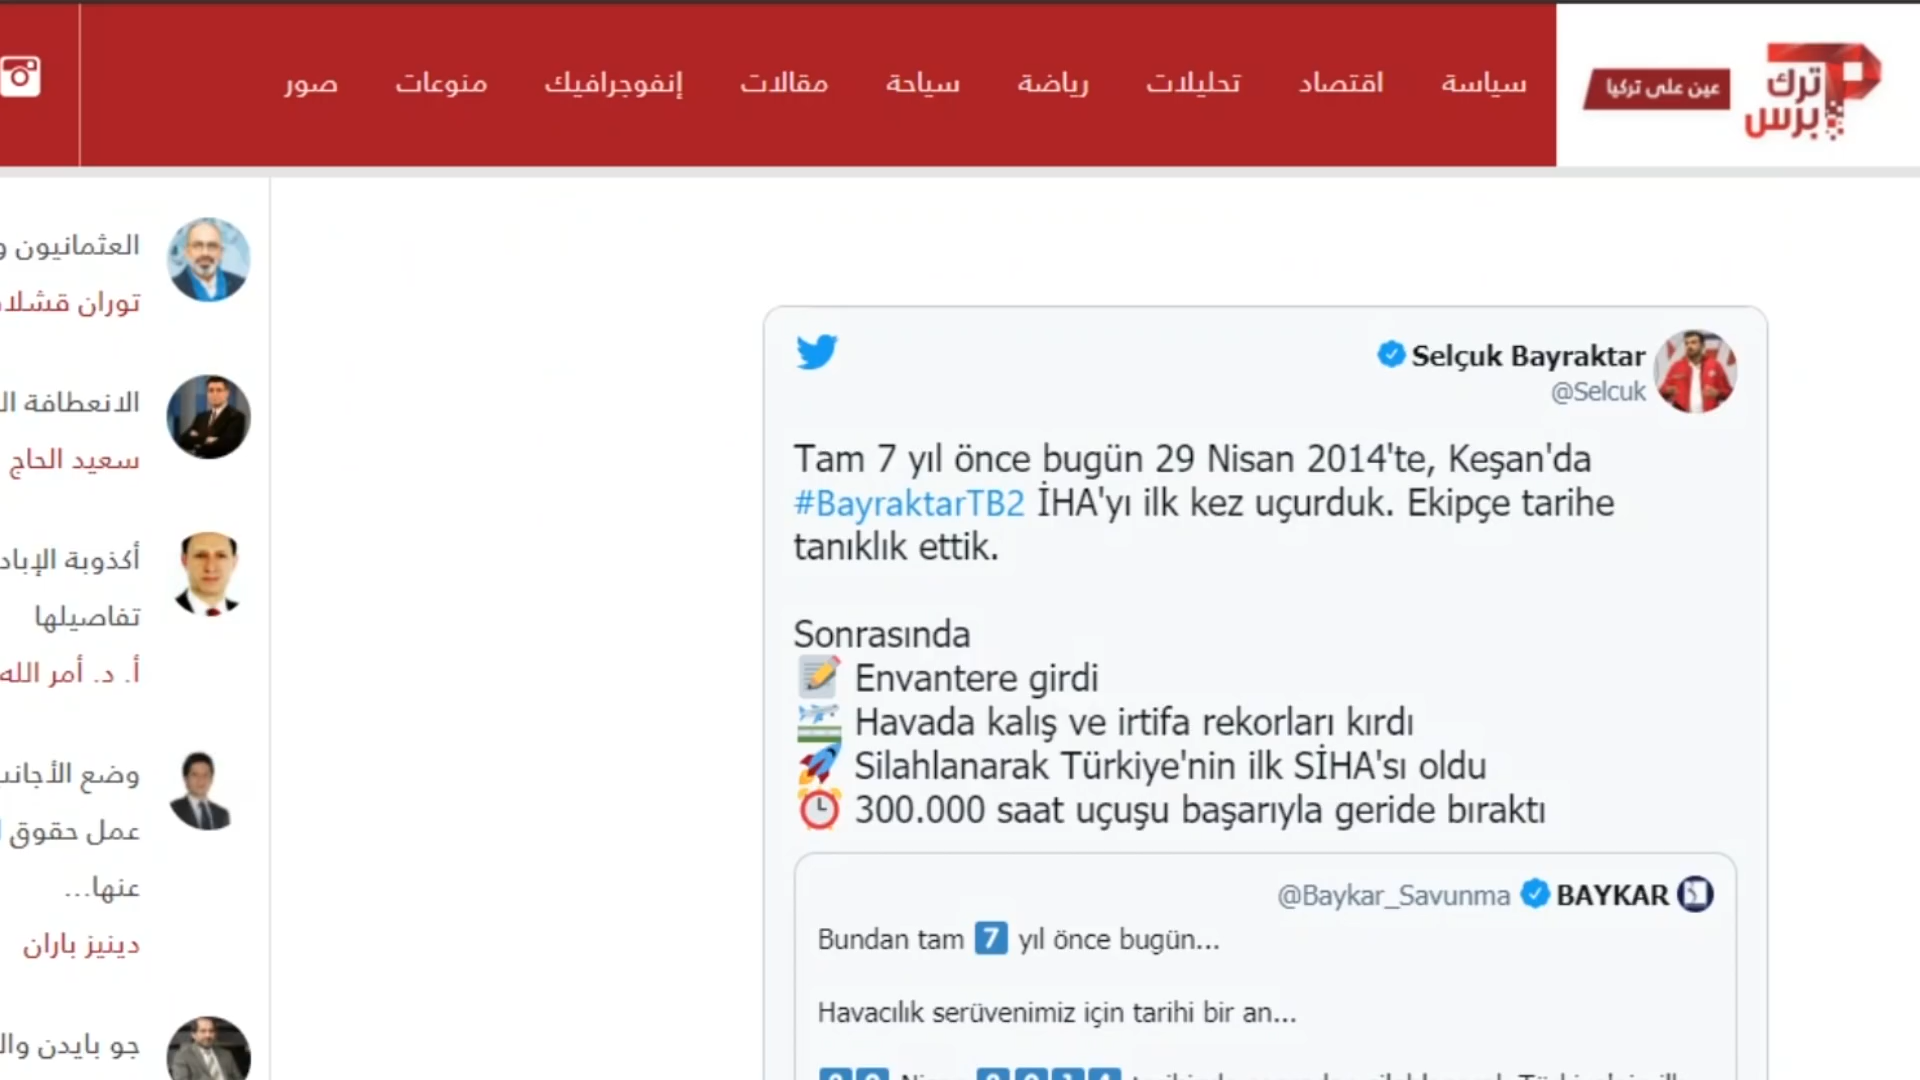 ترك
برس
عين على تركيا
سياسة
اقتصاد
تحليلات
رياضة
سياحة
مقالات
إنفوجرافيك
منوعات
صور
Selçuk Bayraktar
@Selcuk
Tam 7 yıl önce bugün 29 Nisan 2014'te, Keşan'da
#BayraktarTB2 İHA'yı ilk kez uçurduk. Ekipçe tarihe
tanıklık ettik.
Sonrasında
📝 Envantere girdi
Havada kalış ve irtifa rekorları kırdı
🚀 Silahlanarak Türkiye'nin ilk SİHA'sı oldu
⏰ 300.000 saat uçuşu başarıyla geride bıraktı
BAYKAR @Baykar_Savunma
Bundan tam 7 yıl önce bugün...
Havacılık serüvenimiz için tarihi bir an...
العثمانيون و
توران قشلا
الانعطافة ال
سعيد الحاج
أكذوبة الإباد
تفاصيلها
أ. د. أمر الله
وضع الأجانب
عمل حقوق
عنها...
دينيز باران
جو بايدن وال